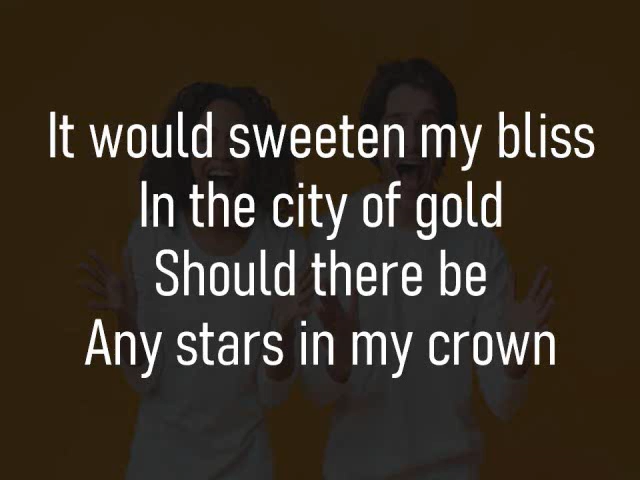 It would sweeten my bliss
In the city of gold
Should there be
Any stars in my crown